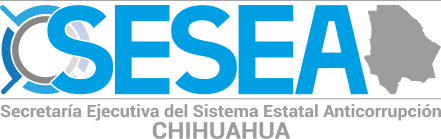 SESEA
Secretaría Ejecutiva del Sistema Estatal Anticorrupción
CHIHUAHUA